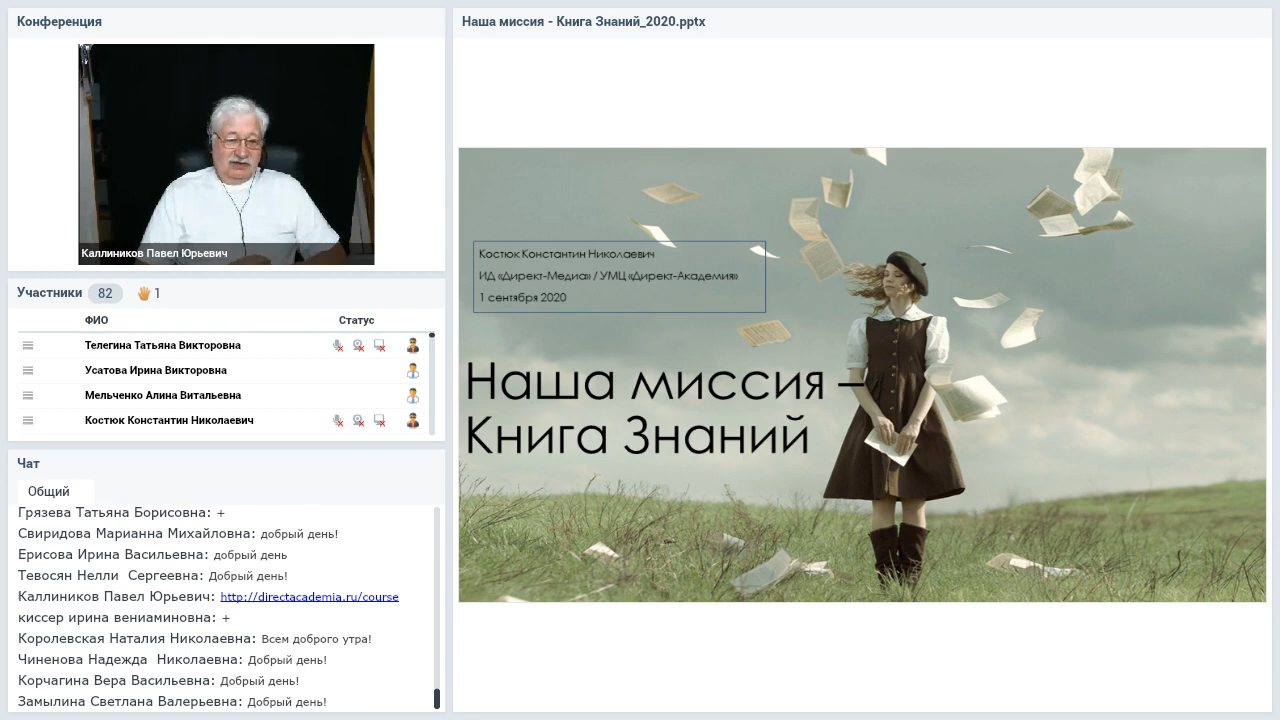 Конференция
Каллиников Павел Юрьевич
Участники 82 1
ФИО Статус
Телегина Татьяна Викторовна
Усатова Ирина Викторовна
Мельченко Алина Витальевна
Костюк Константин Николаевич
Чат
Общий
Грязева Татьяна Борисовна: +
Свиридова Марианна Михайловна: добрый день!
Ерисова Ирина Васильевна: добрый день
Тевосян Нелли Сергеевна: Добрый день!
Каллиников Павел Юрьевич: http://directacademia.ru/course
киссер ирина вениаминовна: +
Королевская Наталия Николаевна: Всем доброго утра!
Чиненова Надежда Николаевна: Добрый день!
Корчагина Вера Васильевна: Добрый день!
Замылина Светлана Валерьевна: Добрый день!
Наша миссия - Книга Знаний_2020.pptx
Костюк Константин Николаевич
ИД «Директ-Медиа» / УМЦ «Директ-Академия»
1 сентября 2020
Наша миссия –
Книга Знаний